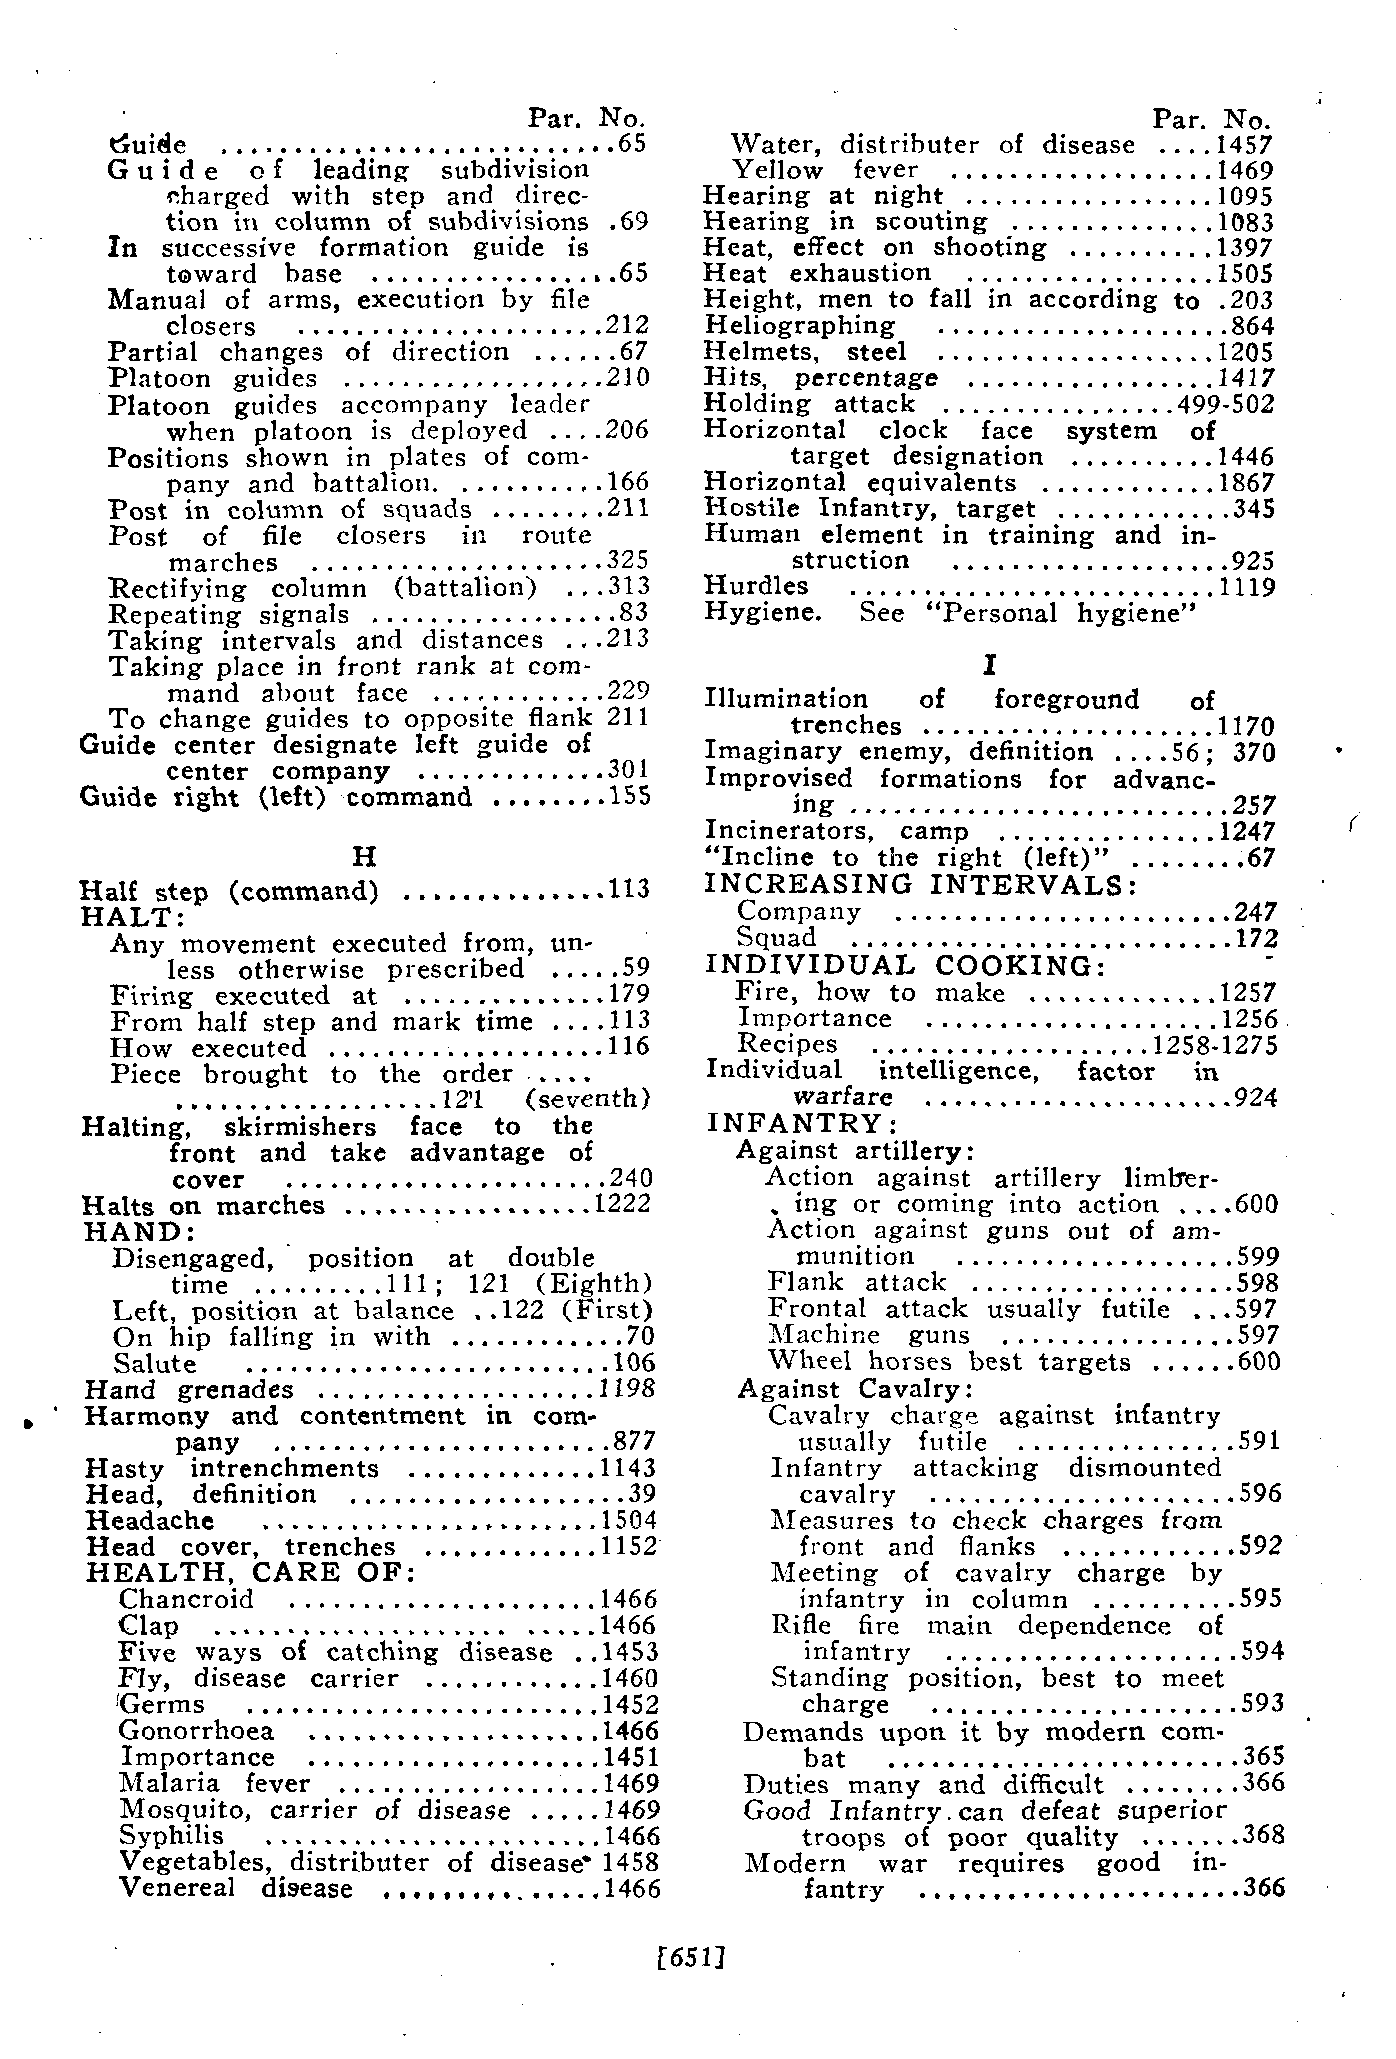 Par. No.
Guide ...........................65
Guide of leading subdivision
charged with step and direc-
tion in column of subdivisions .69
In successive formation guide is
toward base .................65
Manual of arms, execution by file
closers .....................212
Partial changes of direction ......67
Platoon guides ..................210
Platoon guides accompany leader
when platoon is deployed ....206
Positions shown in plates of com-
pany and battalion. ..........166
Post in column of squads ........211
Post of file closers in route
marches ....................325
Rectifying column (battalion) ...313
Repeating signals .................83
Taking intervals and distances ...213
Taking place in front rank at com-
mand about face ............229
To change guides to opposite flank 211
Guide center designate left guide of
center company .............301
Guide right (left) command ........155
H
Half step (command) ..............113
HALT:
Any movement executed from, un-
less otherwise prescribed .....59
Firing executed at ..............179
From half step and mark time ....113
How executed ...................116
Piece brought to the order .....
..................121 (seventh)
Halting, skirmishers face to the
front and take advantage of
cover ......................240
Halts on marches .................1222
HAND:
Disengaged, position at double
time .........111; 121 (Eighth)
Left, position at balance ..122 (First)
On hip falling in with ............70
Salute .........................106
Hand grenades ...................1198
Harmony and contentment in com-
pany .......................877
Hasty intrenchments .............1143
Head, definition ...................39
Headache .......................1504
Head cover, trenches ............1152
HEALTH, CARE OF:
Chancroid .....................1466
Clap .................... .....1466
Five ways of catching disease ..1453
Fly, disease carrier ............1460
Germs ........................1452
Gonorrhoea ....................1466
Importance ....................1451
Malaria fever ..................1469
Mosquito, carrier of disease .....1469
Syphilis .......................1466
Vegetables, distributer of disease 1458
Venereal disease ...............1466
Par. No.
Water, distributer of disease ....1457
Yellow fever ..................1469
Hearing at night .................1095
Hearing in scouting ..............1083
Heat, effect on shooting ..........1397
Heat exhaustion .................1505
Height, men to fall in according to .203
Heliographing ....................864
Helmets, steel ...................1205
Hits, percentage .................1417
Holding attack ................499-502
Horizontal clock face system of
target designation ..........1446
Horizontal equivalents ............1867
Hostile Infantry, target ............345
Human element in training and in-
struction ...................925
Hurdles .........................1119
Hygiene. See "Personal hygiene"
I
Illumination of foreground of
trenches ....................1170
Imaginary enemy, definition ....56; 370
Improvised formations for advanc-
ing ..........................257
Incinerators, camp ...............1247
"Incline to the right (left)" ........67
INCREASING INTERVALS:
Company .......................247
Squad ..........................172
INDIVIDUAL COOKING:
Fire, how to make .............1257
Importance ....................1256
Recipes ...................1258-1275
Individual intelligence, factor in
warfare .....................924
INFANTRY:
Against artillery:
Action against artillery limber-
ing or coming into action ....600
Action against guns out of am-
munition ...................599
Flank attack ..................598
Frontal attack usually futile ...597
Machine guns ................597
Wheel horses best targets ......600
Against Cavalry:
Cavalry charge against infantry
usually futile ...............591
Infantry attacking dismounted
cavalry .....................596
Measures to check charges from
front and flanks ............592
Meeting of cavalry charge by
infantry in column ..........595
Rifle fire main dependence of
infantry ....................594
Standing position, best to meet
charge .....................593
Demands upon it by modern com-
bat ........................365
Duties many and difficult ........366
Good Infantry can defeat superior
troops of poor quality .......368
Modern war requires good in-
fantry ......................366
[651]